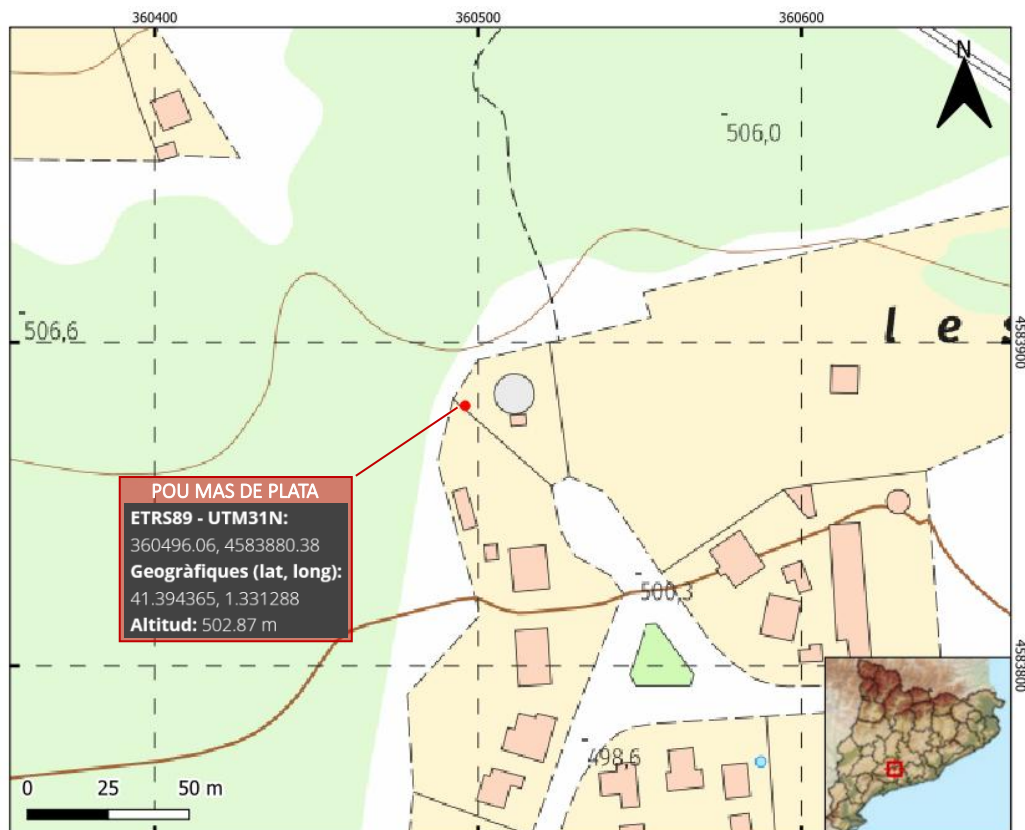 360400
360500
360600
N
506,0
506,6
les
4583900
POU MAS DE PLATA
ETRS89 - UTM31N:
360496.06, 4583880.38
Geogràfiques (lat, long):
41.394365, 1.331288
Altitud: 502.87 m
500,3
4583800
498,6
0 25 50 m